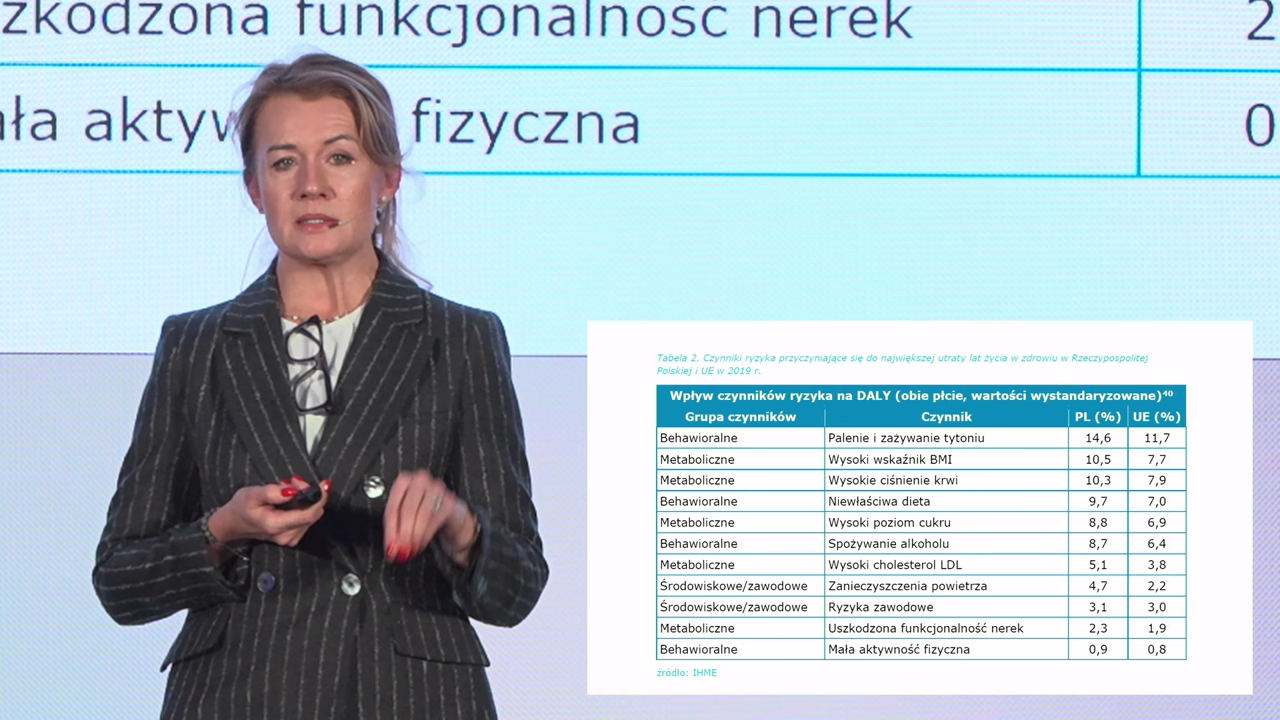 zkodzona funkcjonalność nerek 2
ała aktyw fizyczna 0
Tabela 2. Czynniki ryzyka przyczyniające się do największej utraty lat życia w zdrowiu w Rzeczypospolitej
Polskiej i UE w 2019 r.
Wpływ czynników ryzyka na DALY (obie płcie, wartości wystandaryzowane)⁴⁰
Grupa czynników Czynnik PL (%) UE (%)
Behawioralne Palenie i zażywanie tytoniu 14,6 11,7
Metaboliczne Wysoki wskaźnik BMI 10,5 7,7
Metaboliczne Wysokie ciśnienie krwi 10,3 7,9
Behawioralne Niewłaściwa dieta 9,7 7,0
Metaboliczne Wysoki poziom cukru 8,8 6,9
Behawioralne Spożywanie alkoholu 8,7 6,4
Metaboliczne Wysoki cholesterol LDL 5,1 3,8
Środowiskowe/zawodowe Zanieczyszczenia powietrza 4,7 2,2
Środowiskowe/zawodowe Ryzyka zawodowe 3,1 3,0
Metaboliczne Uszkodzona funkcjonalność nerek 2,3 1,9
Behawioralne Mała aktywność fizyczna 0,9 0,8
źródło: IHME